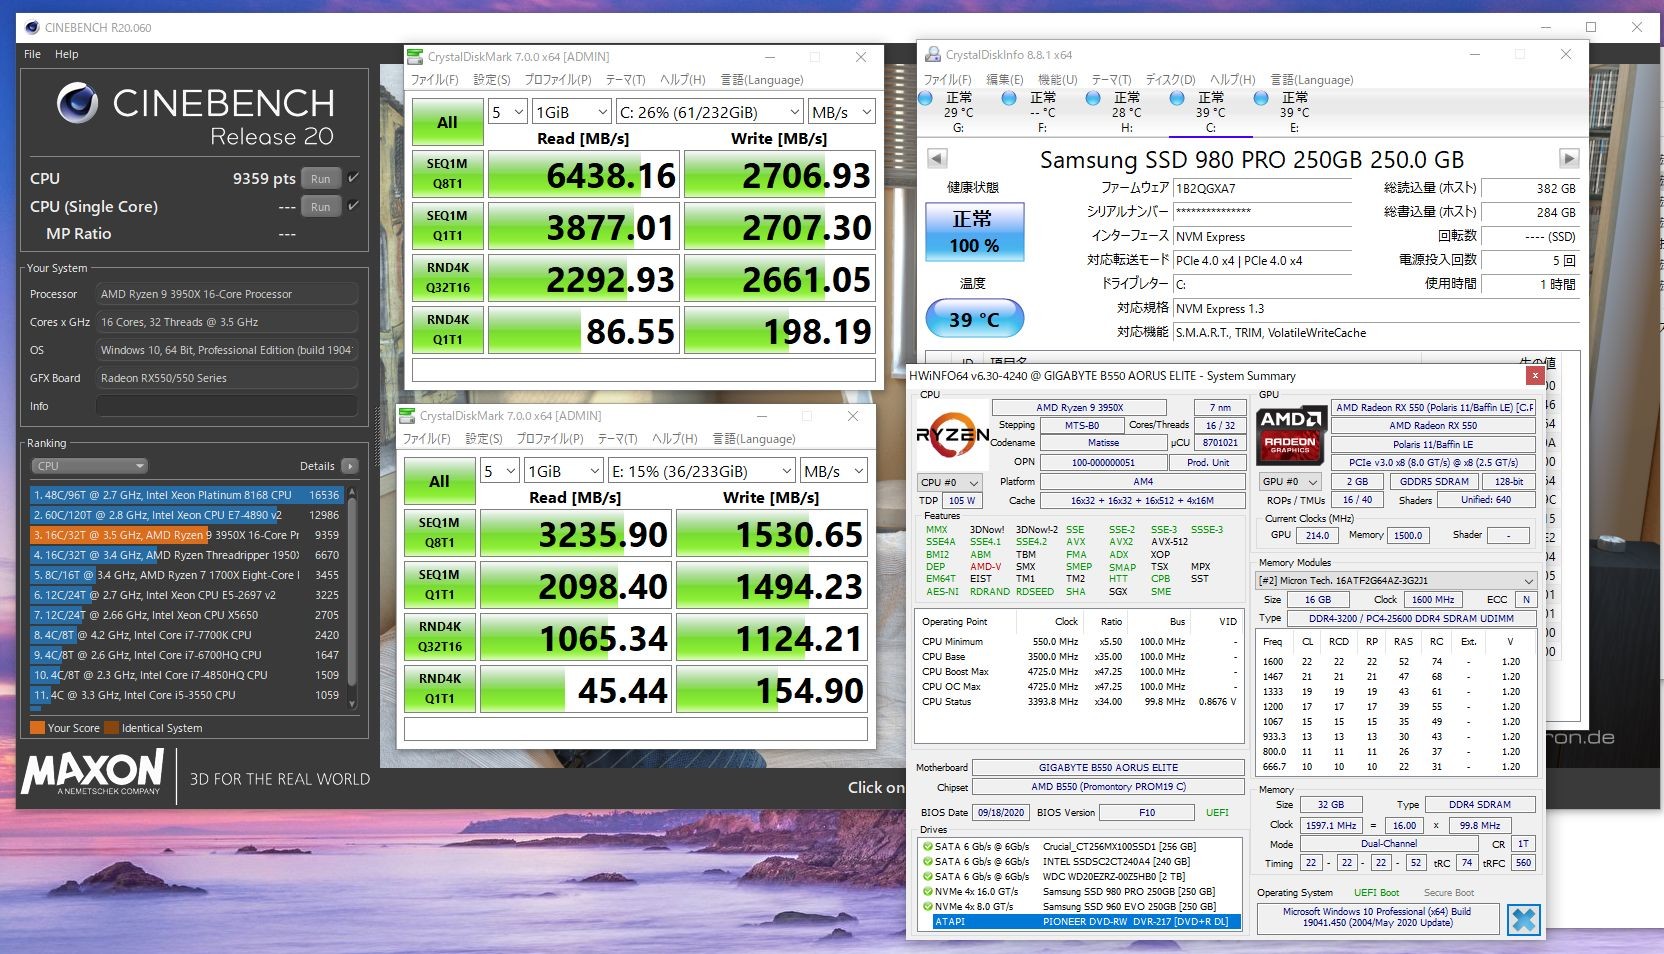 CINEBENCH R20.060
File Help
CINEBENCH
Release 20
CPU 9359 pts Run
CPU (Single Core) --- Run
MP Ratio ---
Your System
Processor AMD Ryzen 9 3950X 16-Core Processor
Cores x GHz 16 Cores, 32 Threads @ 3.5 GHz
OS Windows 10, 64 Bit, Professional Edition (build 1904
GFX Board Radeon RX550/550 Series
Info
Ranking
CPU Details
1. 48C/96T @ 2.7 GHz, Intel Xeon Platinum 8168 CPU 16536
2. 60C/120T @ 2.8 GHz, Intel Xeon CPU E7-4890 v2 12986
3. 16C/32T @ 3.5 GHz, AMD Ryzen 9 3950X 16-Core Pr 9359
4. 16C/32T @ 3.4 GHz, AMD Ryzen Threadripper 1950X 6670
5. 8C/16T @ 3.4 GHz, AMD Ryzen 7 1700X Eight-Core 3455
6. 12C/24T @ 2.7 GHz, Intel Xeon CPU E5-2697 v2 3225
7. 12C/24T @ 2.66 GHz, Intel Xeon CPU X5650 2705
8. 4C/8T @ 4.2 GHz, Intel Core i7-7700K CPU 2420
9. 4C/8T @ 2.6 GHz, Intel Core i7-6700HQ CPU 1647
10. 4C/8T @ 2.3 GHz, Intel Core i7-4850HQ CPU 1509
11. 4C @ 3.3 GHz, Intel Core i5-3550 CPU 1059
Your Score Identical System
MAXON
A NEMETSCHEK COMPANY
3D FOR THE REAL WORLD
Click on
CrystalDiskMark 7.0.0 x64 [ADMIN]
ファイル(F) 設定(S) プロファイル(P) テーマ(T) ヘルプ(H) 言語(Language)
All 5 1GiB C: 26% (61/232GiB) MB/s
Read [MB/s] Write [MB/s]
SEQ1M Q8T1 6438.16 2706.93
SEQ1M Q1T1 3877.01 2707.30
RND4K Q32T16 2292.93 2661.05
RND4K Q1T1 86.55 198.19
CrystalDiskMark 7.0.0 x64 [ADMIN]
ファイル(F) 設定(S) プロファイル(P) テーマ(T) ヘルプ(H) 言語(Language)
All 5 1GiB E: 15% (36/233GiB) MB/s
Read [MB/s] Write [MB/s]
SEQ1M Q8T1 3235.90 1530.65
SEQ1M Q1T1 2098.40 1494.23
RND4K Q32T16 1065.34 1124.21
RND4K Q1T1 45.44 154.90
CrystalDiskInfo 8.8.1 x64
ファイル(F) 編集(E) 機能(U) テーマ(T) ディスク(D) ヘルプ(H) 言語(Language)
正常 正常 正常 正常 正常
29 °C -- °C 28 °C 39 °C 39 °C
G: F: H: C: E:
Samsung SSD 980 PRO 250GB 250.0 GB
健康状態
正常
100 %
温度
39 °C
ファームウェア 1B2QGXA7 総読込量 (ホスト) 382 GB
シリアルナンバー *************** 総書込量 (ホスト) 284 GB
インターフェース NVM Express 回転数 ---- (SSD)
対応転送モード PCIe 4.0 x4 | PCIe 4.0 x4 電源投入回数 5 回
ドライブレター C: 使用時間 1 時間
対応規格 NVM Express 1.3
対応機能 S.M.A.R.T., TRIM, VolatileWriteCache
ID 項目名 生の値
ron.de
HWiNFO64 v6.30-4240 @ GIGABYTE B550 AORUS ELITE - System Summary
CPU
RYZEN
AMD Ryzen 9 3950X 7 nm
Stepping MTS-B0 Cores/Threads 16 / 32
Codename Matisse µCU 8701021
OPN 100-000000051 Prod. Unit
CPU #0 Platform AM4
TDP 105 W Cache 16x32 + 16x32 + 16x512 + 4x16M
Features
MMX 3DNow! 3DNow!-2 SSE SSE-2 SSE-3 SSSE-3
SSE4A SSE4.1 SSE4.2 AVX AVX2 AVX-512
BMI2 ABM TBM FMA ADX XOP
DEP AMD-V SMX SMEP SMAP TSX MPX
EM64T EIST TM1 TM2 HTT CPB SST
AES-NI RDRAND RDSEED SHA SGX SME
Operating Point Clock Ratio Bus VID
CPU Minimum 550.0 MHz x5.50 100.0 MHz -
CPU Base 3500.0 MHz x35.00 100.0 MHz -
CPU Boost Max 4725.0 MHz x47.25 100.0 MHz -
CPU OC Max 4725.0 MHz x47.25 100.0 MHz -
CPU Status 3393.8 MHz x34.00 99.8 MHz 0.8676 V
Motherboard GIGABYTE B550 AORUS ELITE
Chipset AMD B550 (Promontory PROM19 C)
BIOS Date 09/18/2020 BIOS Version F10 UEFI
Drives
SATA 6 Gb/s @ 6Gb/s Crucial_CT256MX100SSD1 [256 GB]
SATA 6 Gb/s @ 6Gb/s INTEL SSDSC2CT240A4 [240 GB]
SATA 6 Gb/s @ 6Gb/s WDC WD20EZRZ-00Z5HB0 [2 TB]
NVMe 4x 16.0 GT/s Samsung SSD 980 PRO 250GB [250 GB]
NVMe 4x 8.0 GT/s Samsung SSD 960 EVO 250GB [250 GB]
ATAPI PIONEER DVD-RW DVR-217 [DVD+R DL]
GPU
AMD
RADEON
GRAPHICS
AMD Radeon RX 550 (Polaris 11/Baffin LE) [C.P
AMD Radeon RX 550
Polaris 11/Baffin LE
PCIe v3.0 x8 (8.0 GT/s) @ x8 (2.5 GT/s)
GPU #0 2 GB GDDR5 SDRAM 128-bit
ROPs / TMUs 16 / 40 Shaders Unified: 640
Current Clocks (MHz)
GPU 214.0 Memory 1500.0 Shader -
Memory Modules
[#2] Micron Tech. 16ATF2G64AZ-3G2J1
Size 16 GB Clock 1600 MHz ECC N
Type DDR4-3200 / PC4-25600 DDR4 SDRAM UDIMM
Freq CL RCD RP RAS RC Ext. V
1600 22 22 22 52 74 - 1.20
1467 21 21 21 47 68 - 1.20
1333 19 19 19 43 61 - 1.20
1200 17 17 17 39 55 - 1.20
1067 15 15 15 35 49 - 1.20
933.3 13 13 13 30 43 - 1.20
800.0 11 11 11 26 37 - 1.20
666.7 10 10 10 22 31 - 1.20
Memory
Size 32 GB Type DDR4 SDRAM
Clock 1597.1 MHz = 16.00 x 99.8 MHz
Mode Dual-Channel CR 1T
Timing 22 - 22 - 22 - 52 tRC 74 tRFC 560
Operating System UEFI Boot Secure Boot
Microsoft Windows 10 Professional (x64) Build
19041.450 (2004/May 2020 Update)